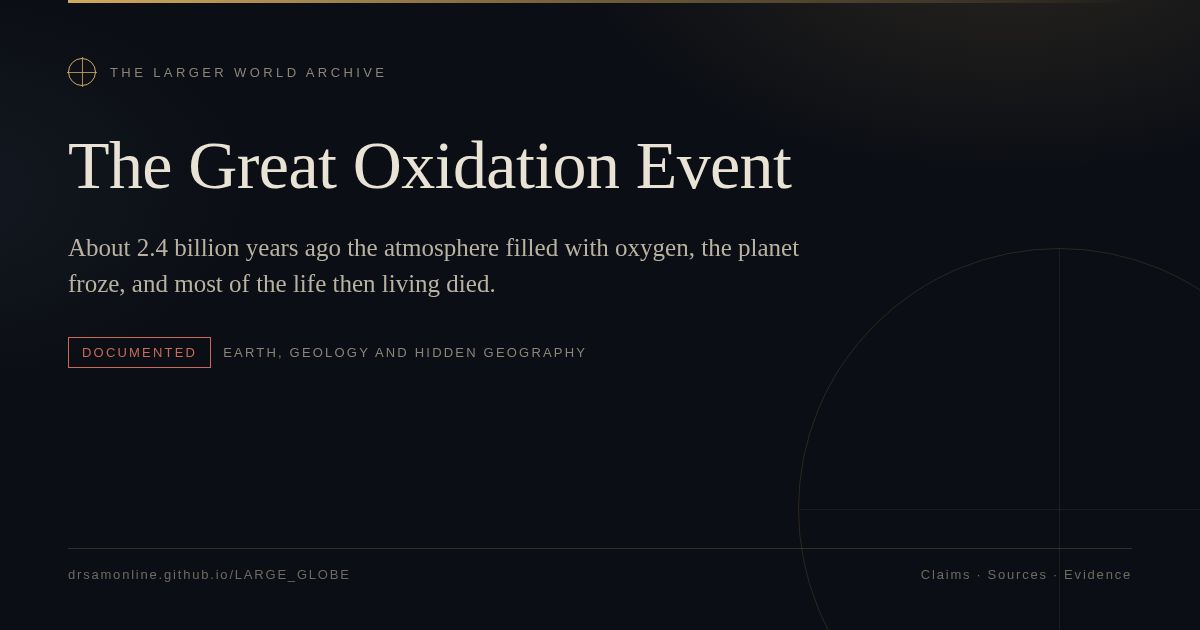 THE LARGER WORLD ARCHIVE
The Great Oxidation Event
About 2.4 billion years ago the atmosphere filled with oxygen, the planet
froze, and most of the life then living died.
DOCUMENTED EARTH, GEOLOGY AND HIDDEN GEOGRAPHY
drsamonline.github.io/LARGE_GLOBE Claims · Sources · Evidence